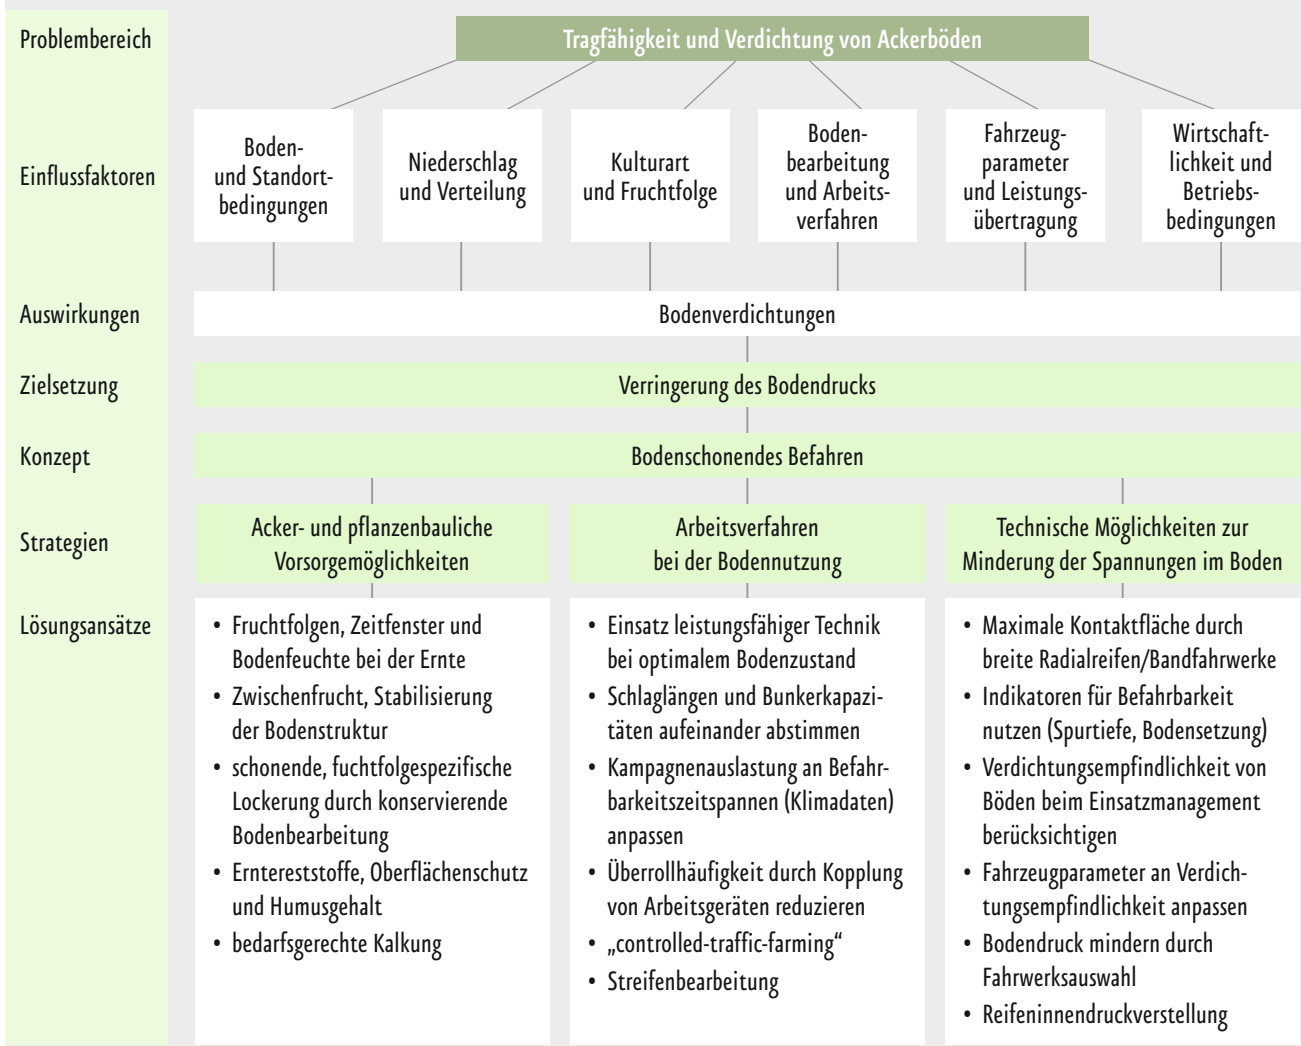 Problembereich
Tragfähigkeit und Verdichtung von Ackerböden
Einflussfaktoren
Boden-
und Standort-
bedingungen
Niederschlag
und Verteilung
Kulturart
und Fruchtfolge
Boden-
bearbeitung
und Arbeits-
verfahren
Fahrzeug-
parameter
und Leistungs-
übertragung
Wirtschaft-
lichkeit und
Betriebs-
bedingungen
Auswirkungen
Bodenverdichtungen
Zielsetzung
Verringerung des Bodendrucks
Konzept
Bodenschonendes Befahren
Strategien
Acker- und pflanzenbauliche
Vorsorgemöglichkeiten
Arbeitsverfahren
bei der Bodennutzung
Technische Möglichkeiten zur
Minderung der Spannungen im Boden
Lösungsansätze
• Fruchtfolgen, Zeitfenster und
Bodenfeuchte bei der Ernte
• Zwischenfrucht, Stabilisierung
der Bodenstruktur
• schonende, fuchtfolgespezifische
Lockerung durch konservierende
Bodenbearbeitung
• Erntereststoffe, Oberflächenschutz
und Humusgehalt
• bedarfsgerechte Kalkung
• Einsatz leistungsfähiger Technik
bei optimalem Bodenzustand
• Schlaglängen und Bunkerkapazi-
täten aufeinander abstimmen
• Kampagnenauslastung an Befahr-
barkeitszeitspannen (Klimadaten)
anpassen
• Überrollhäufigkeit durch Kopplung
von Arbeitsgeräten reduzieren
• „controlled-traffic-farming“
• Streifenbearbeitung
• Maximale Kontaktfläche durch
breite Radialreifen/Bandfahrwerke
• Indikatoren für Befahrbarkeit
nutzen (Spurtiefe, Bodensetzung)
• Verdichtungsempfindlichkeit von
Böden beim Einsatzmanagement
berücksichtigen
• Fahrzeugparameter an Verdich-
tungsempfindlichkeit anpassen
• Bodendruck mindern durch
Fahrwerksauswahl
• Reifeninnendruckverstellung